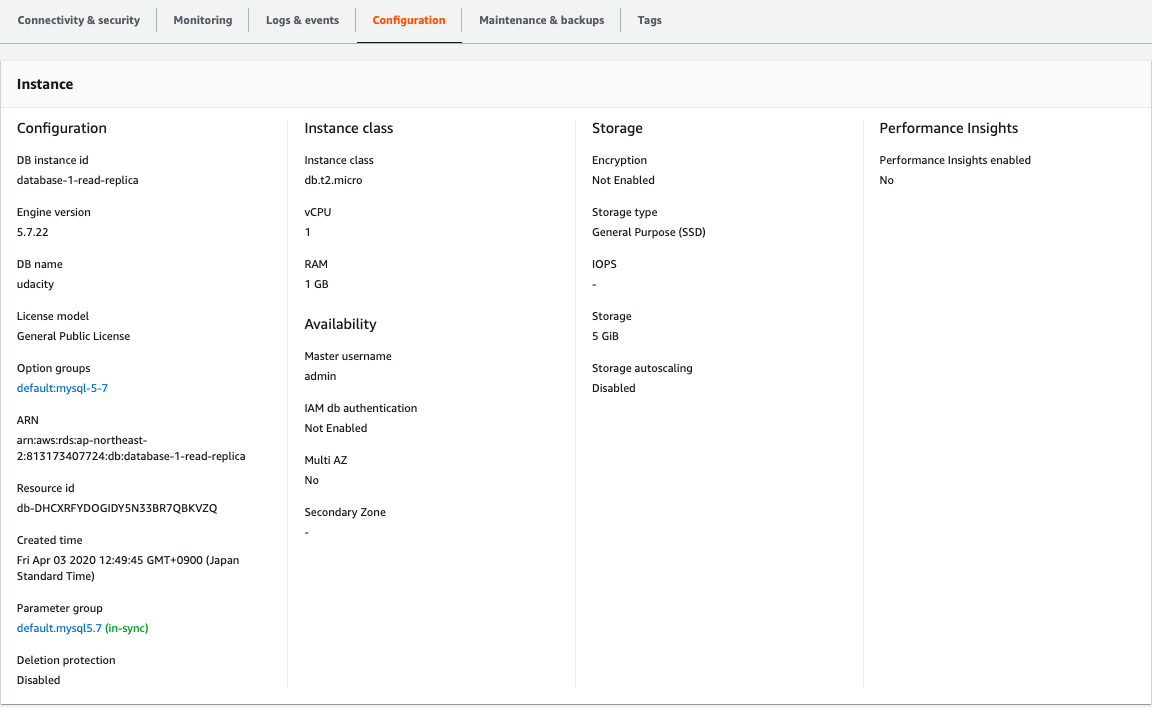 Connectivity & security
Monitoring
Logs & events
Configuration
Maintenance & backups
Tags
Instance
Configuration
DB instance id
database-1-read-replica
Engine version
5.7.22
DB name
udacity
License model
General Public License
Option groups
default:mysql-5-7
ARN
arn:aws:rds:ap-northeast-
2:813173407724:db:database-1-read-replica
Resource id
db-DHCXRFYDOGIDY5N33BR7QBKVZQ
Created time
Fri Apr 03 2020 12:49:45 GMT+0900 (Japan
Standard Time)
Parameter group
default.mysql5.7 (in-sync)
Deletion protection
Disabled
Instance class
Instance class
db.t2.micro
vCPU
1
RAM
1 GB
Availability
Master username
admin
IAM db authentication
Not Enabled
Multi AZ
No
Secondary Zone
-
Storage
Encryption
Not Enabled
Storage type
General Purpose (SSD)
IOPS
-
Storage
5 GiB
Storage autoscaling
Disabled
Performance Insights
Performance Insights enabled
No